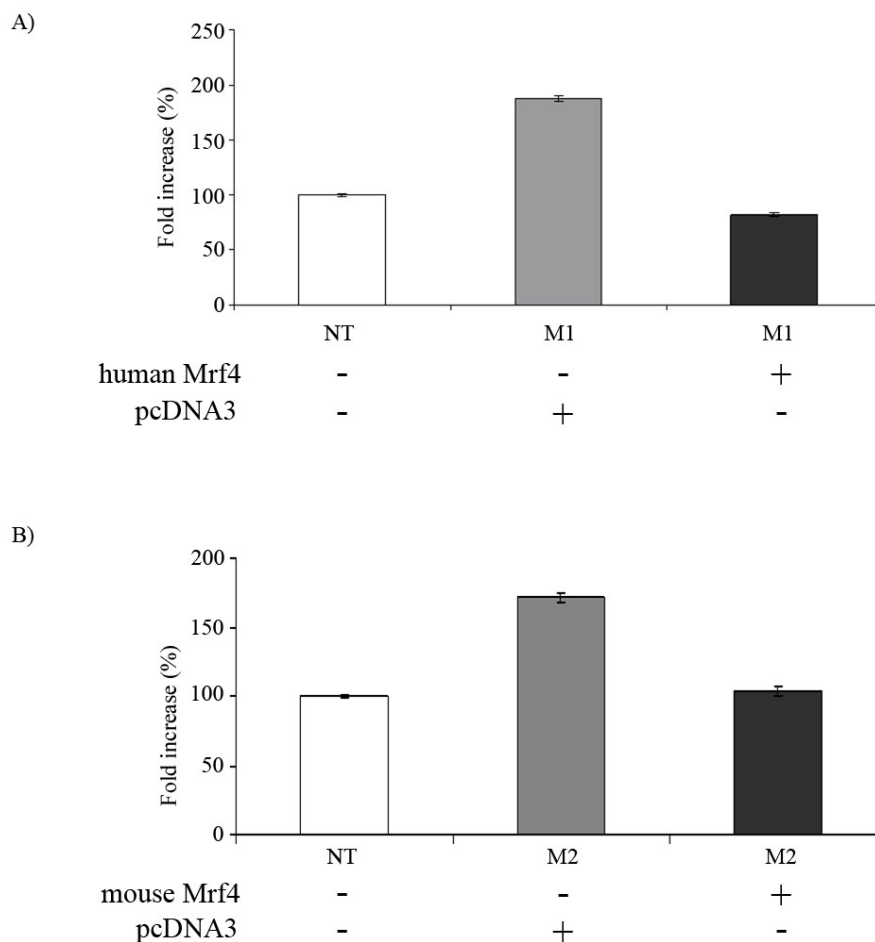 A)
Fold increase (%)
250
200
150
100
50
0
NT M1 M1
human Mrf4 - - +
pcDNA3 - + -
B)
Fold increase (%)
200
150
100
50
0
NT M2 M2
mouse Mrf4 - - +
pcDNA3 - + -